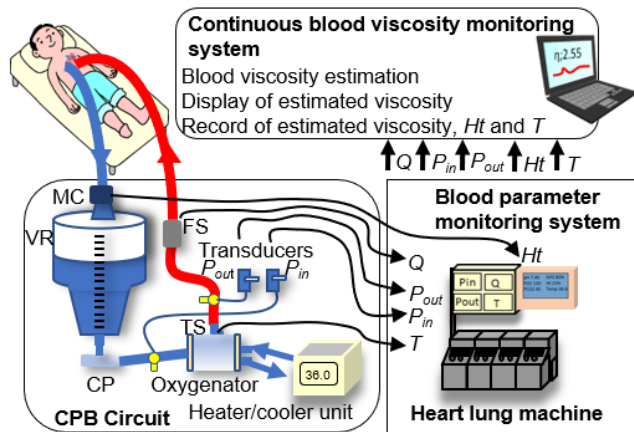 Continuous blood viscosity monitoring
system
Blood viscosity estimation
Display of estimated viscosity
Record of estimated viscosity, Ht and T
η;2.55
Q Pin Pout Ht T
MC
VR
FS
Transducers
Pout Pin
TS
CP
Oxygenator
36.0
CPB Circuit
Heater/cooler unit
Blood parameter
monitoring system
Ht
Q
Pout
Pin
T
Pin Q
Pout T
Heart lung machine